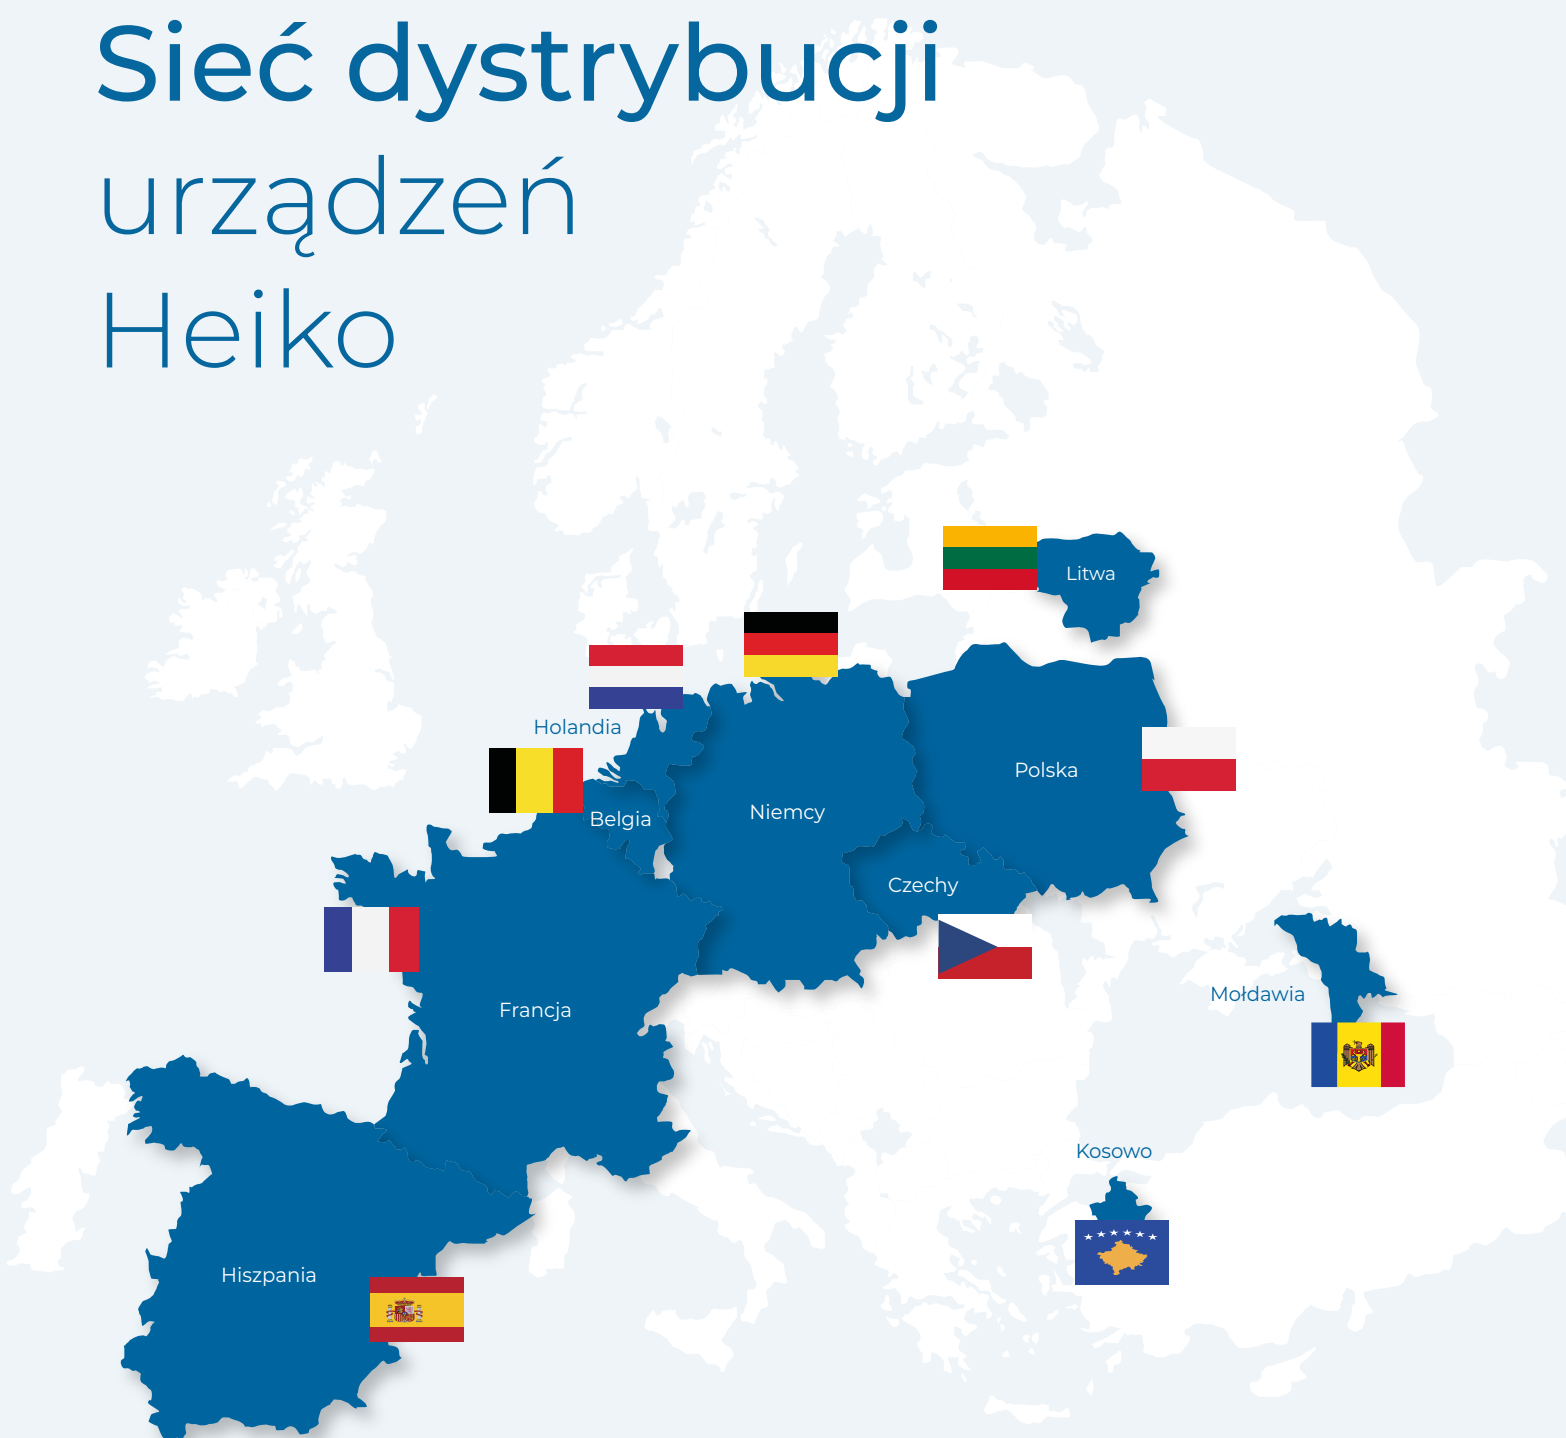 Sieć dystrybucji
urządzeń
Heiko
Litwa
Holandia
Polska
Belgia
Niemcy
Czechy
Francja
Mołdawia
Kosowo
Hiszpania